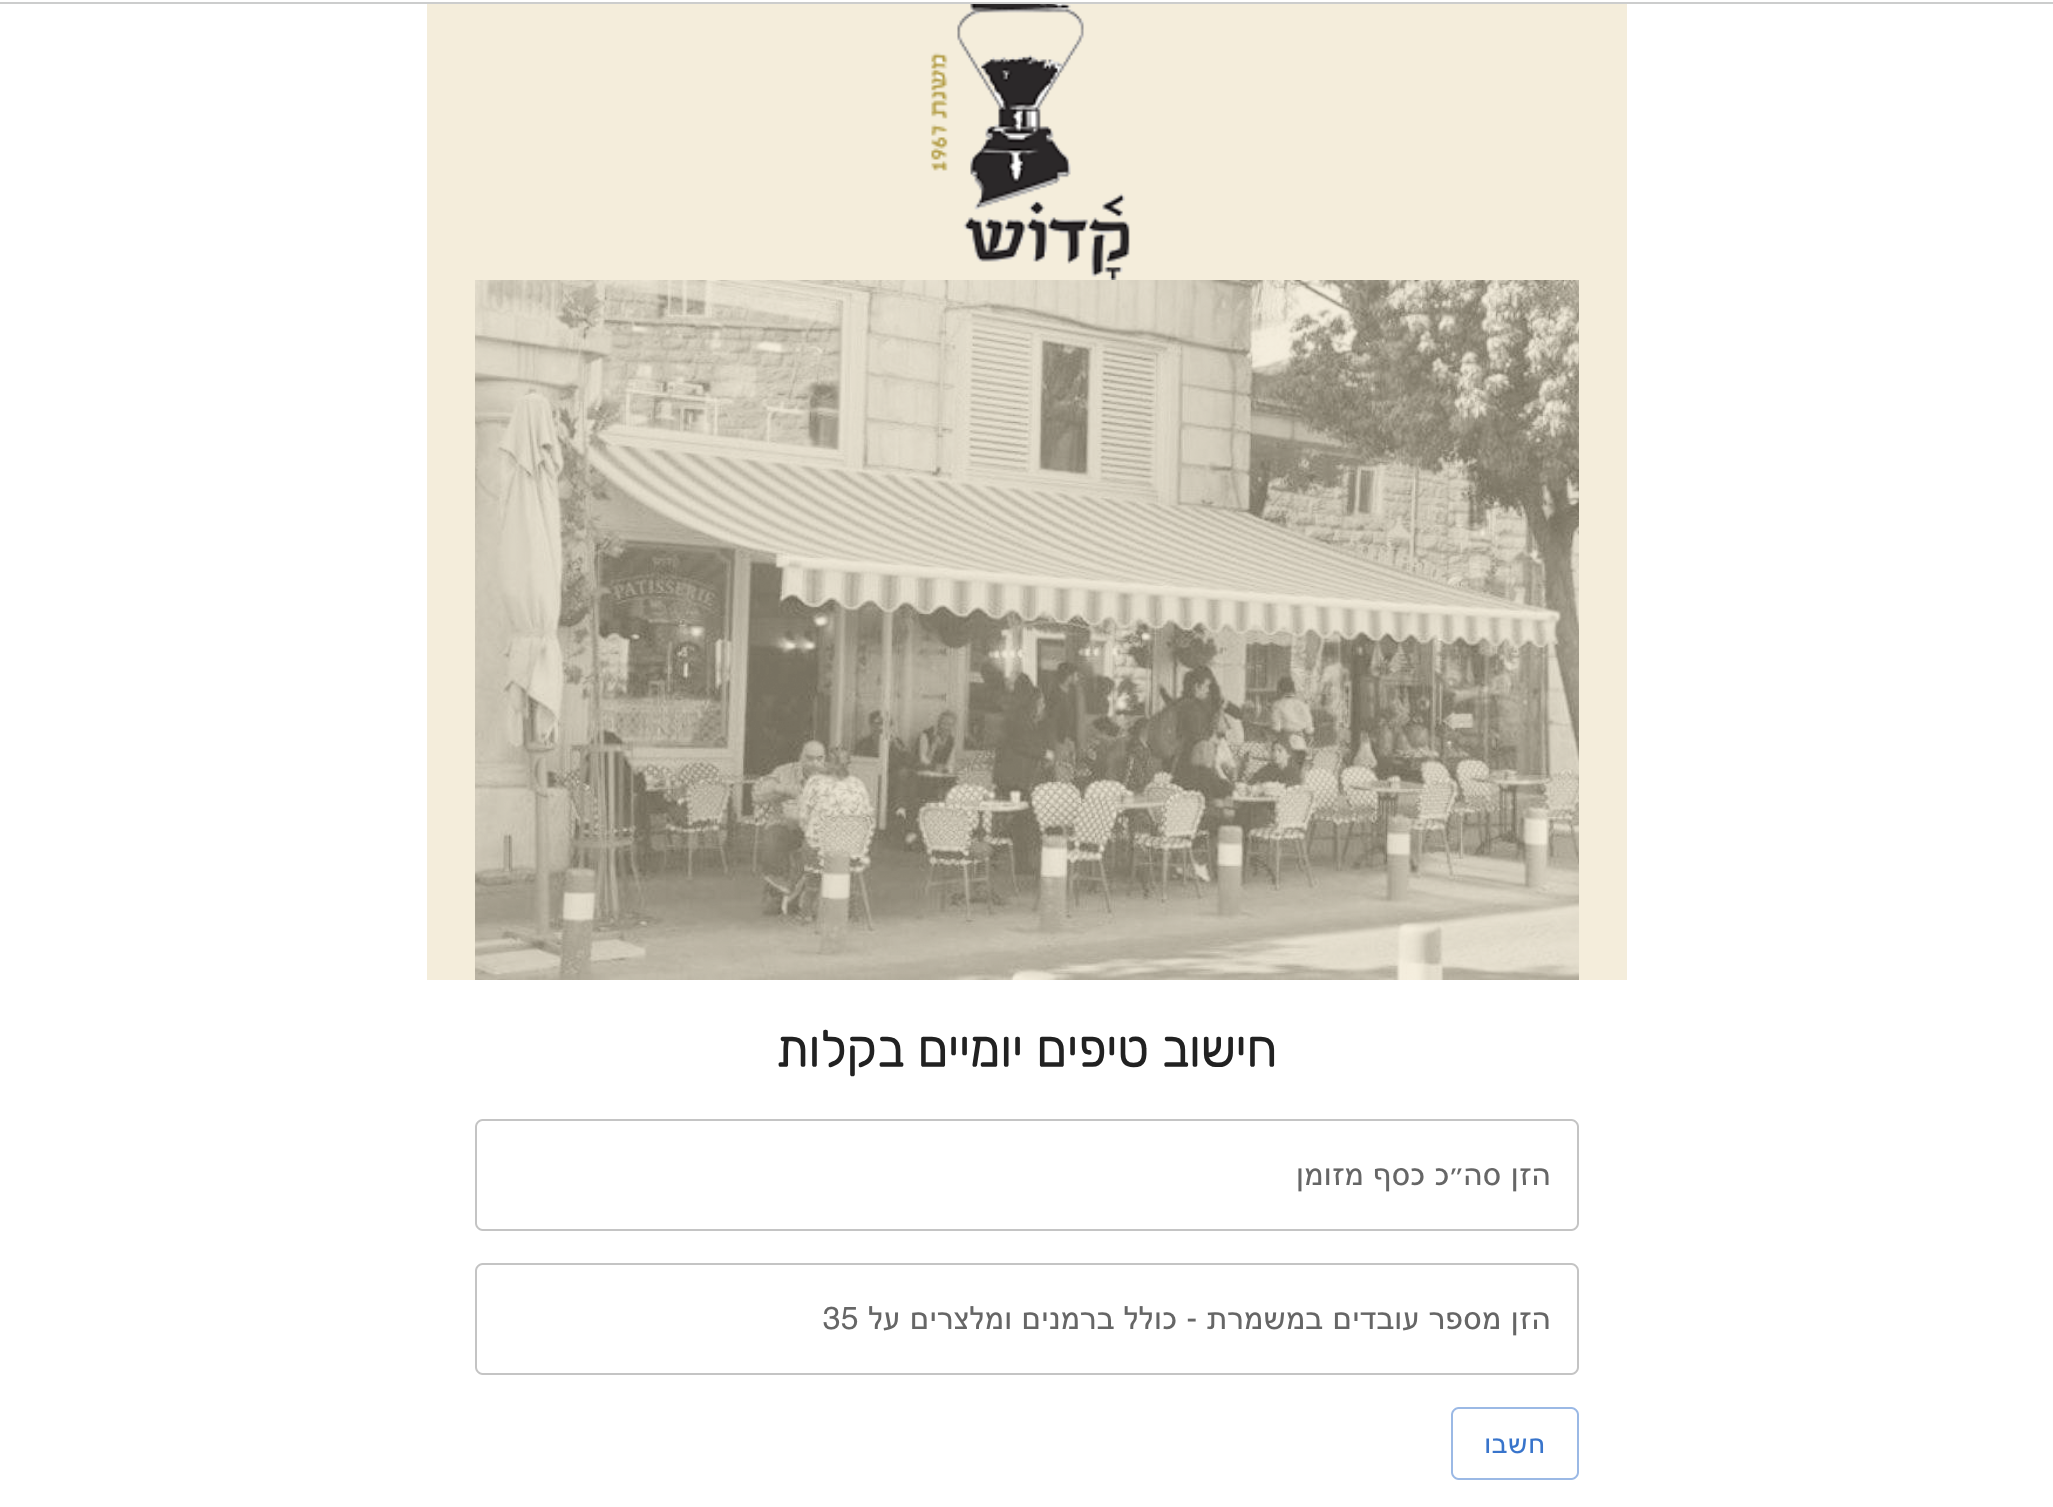 משנת 1967
קָדוֹשׁ
PATISSERIE
חישוב טיפים יומיים בקלות
הזן סה״כ כסף מזומן
הזן מספר עובדים במשמרת - כולל ברמנים ומלצרים על 35
חשבו